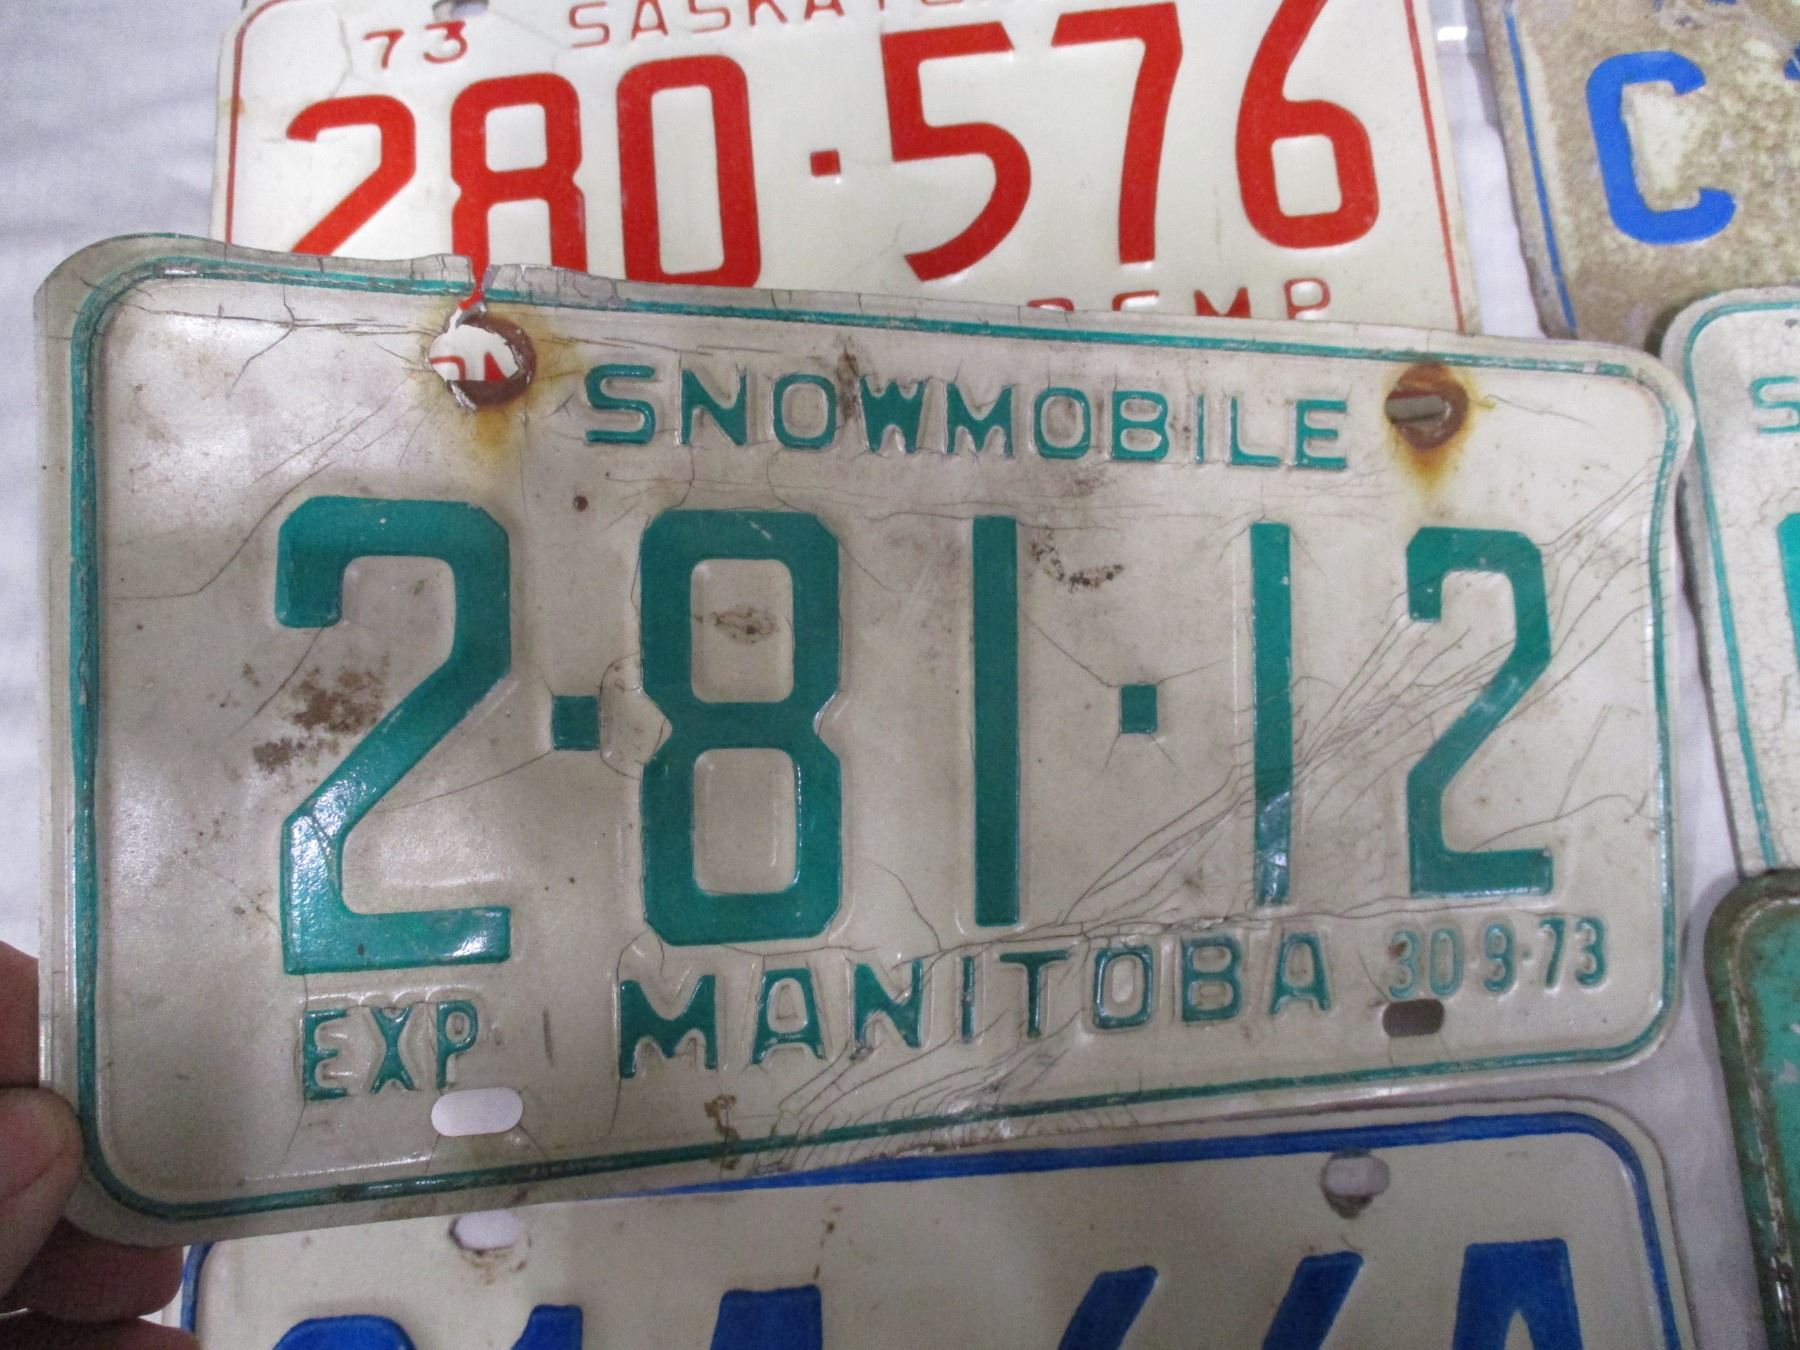 73
280·576
C
SNOWMOBILE
2·81·12
EXP MANITOBA 30·9·73
S